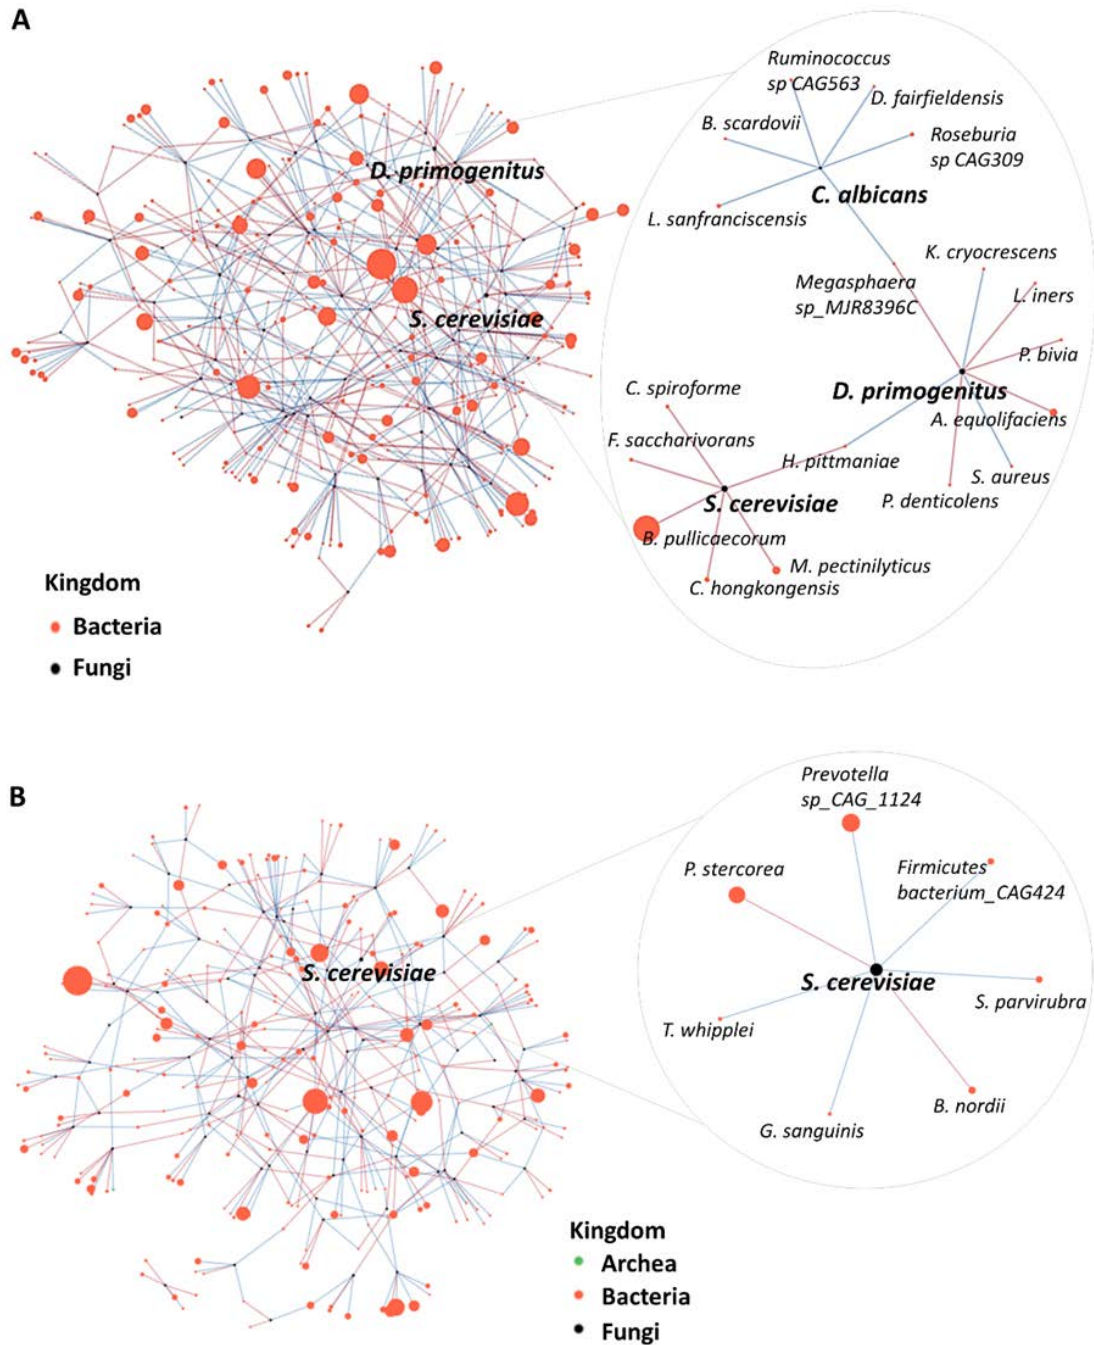 A
D. primogenitus
S. cerevisiae
Kingdom
Bacteria
Fungi
Ruminococcus
sp CAG563
D. fairfieldensis
B. scardovii
Roseburia
sp CAG309
C. albicans
L. sanfranciscensis
K. cryocrescens
Megasphaera
sp_MJR8396C
L. iners
P. bivia
D. primogenitus
C. spiroforme
A. equolifaciens
F. saccharivorans
H. pittmaniae
S. aureus
P. denticolens
S. cerevisiae
B. pullicaecorum
M. pectinilyticus
C. hongkongensis
B
S. cerevisiae
Prevotella
sp_CAG_1124
P. stercorea
Firmicutes
bacterium_CAG424
S. cerevisiae
S. parvirubra
T. whipplei
B. nordii
G. sanguinis
Kingdom
Archea
Bacteria
Fungi